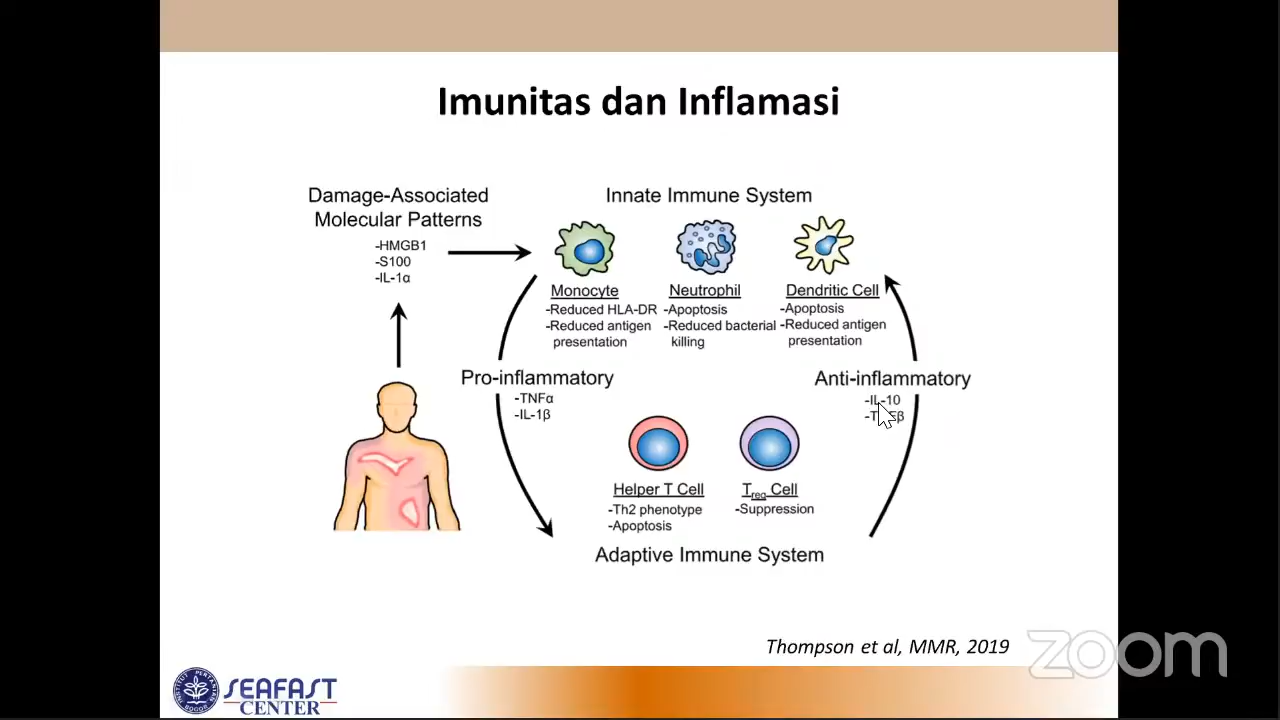 Imunitas dan Inflamasi
Damage-Associated
Molecular Patterns
-HMGB1
-S100
-IL-1α
Innate Immune System
Monocyte
-Reduced HLA-DR
-Reduced antigen
presentation
Neutrophil
-Apoptosis
-Reduced bacterial
killing
Dendritic Cell
-Apoptosis
-Reduced antigen
presentation
Pro-inflammatory
-TNFα
-IL-1β
Anti-inflammatory
-IL-10
Helper T Cell
-Th2 phenotype
-Apoptosis
Treg Cell
-Suppression
Adaptive Immune System
Thompson et al, MMR, 2019
zoom
SEAFAST
CENTER